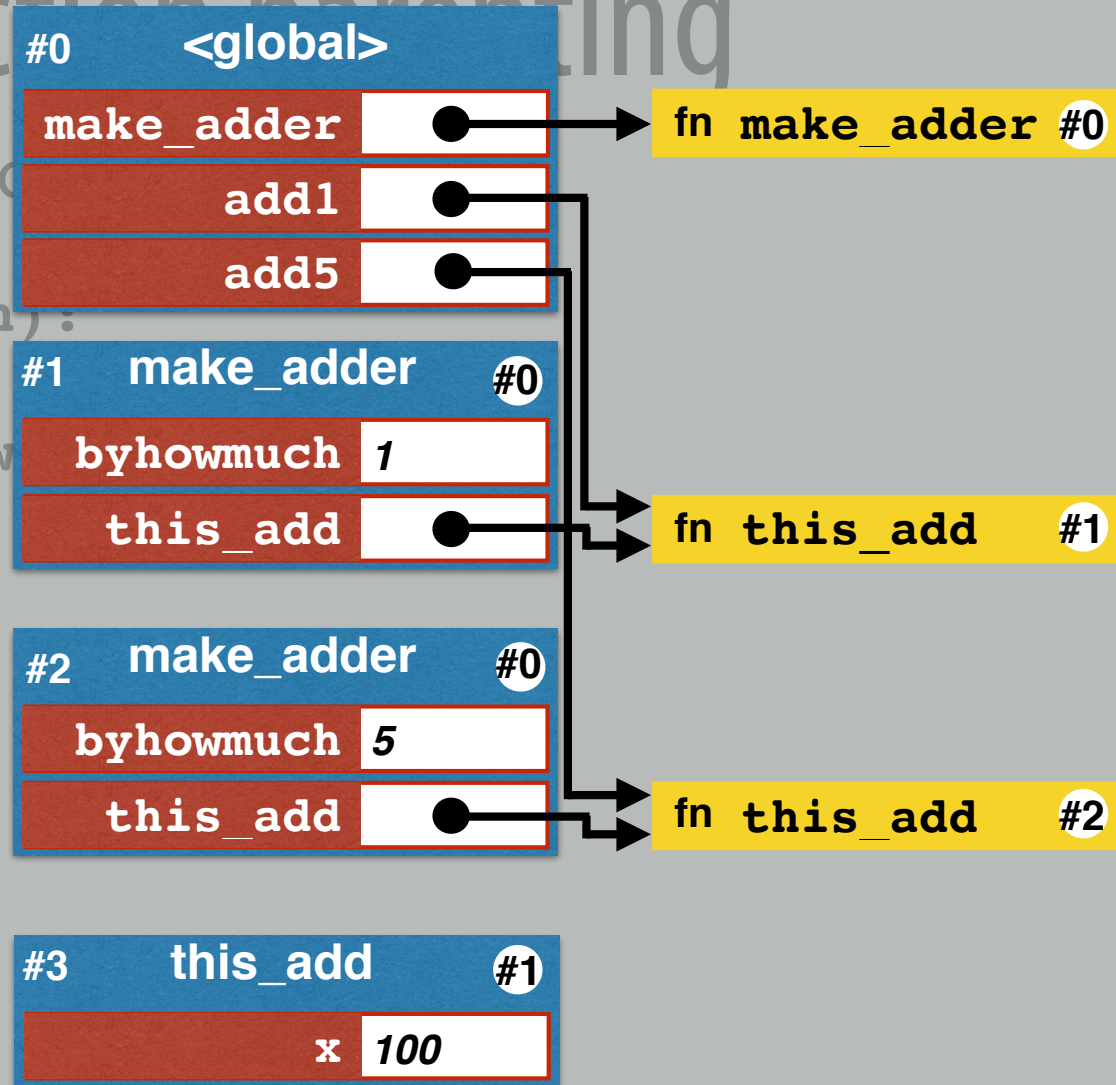 #0 <global>
make_adder
fn make_adder #0
add1
add5
#1 make_adder #0
byhowmuch 1
this_add
fn this_add #1
#2 make_adder #0
byhowmuch 5
this_add
fn this_add #2
#3 this_add #1
x 100